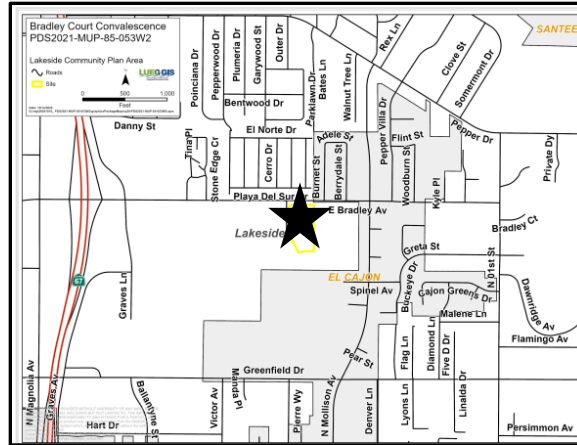 Bradley Court Convalescence
PDS2021-MUP-85-053W2
Lakeside Community Plan Area
Roads
Site
LUEG GIS
0
500
1,000
Feet
SANTEE
Poinciana Dr
Pepperwood Dr
Plumeria Dr
Garywood St
Outer Dr
Parklawn Dr
Bates Ln
Walnut Tree Ln
Rex Ln
Clove St
Somermont Dr
Bentwood Dr
Danny St
El Norte Dr
Adele St
Pepper Villa Dr
Flint St
Pepper Dr
Private Dy
Tina Pl
Stone Edge Cr
Cerro Dr
Burnet St
Berrydale St
Woodburn St
Kyle Pl
Playa Del Sur Dr
E Bradley Av
Bradley Ct
Lakeside
Greta St
N 01st St
67
Graves Ln
EL CAJON
Spinel Av
Buckeye Dr
Cajon Greens Dr
Malene Ln
Dawnridge Av
Flamingo Av
Pear St
Flag Ln
Diamond Ln
Five D Dr
N Magnolia Av
Graves Av
Greenfield Dr
Ballantyne St
Victor Av
Manda Pl
Pierre Wy
N Mollison Av
Denver Ln
Lyons Ln
Linalda Dr
Hart Dr
Persimmon Av